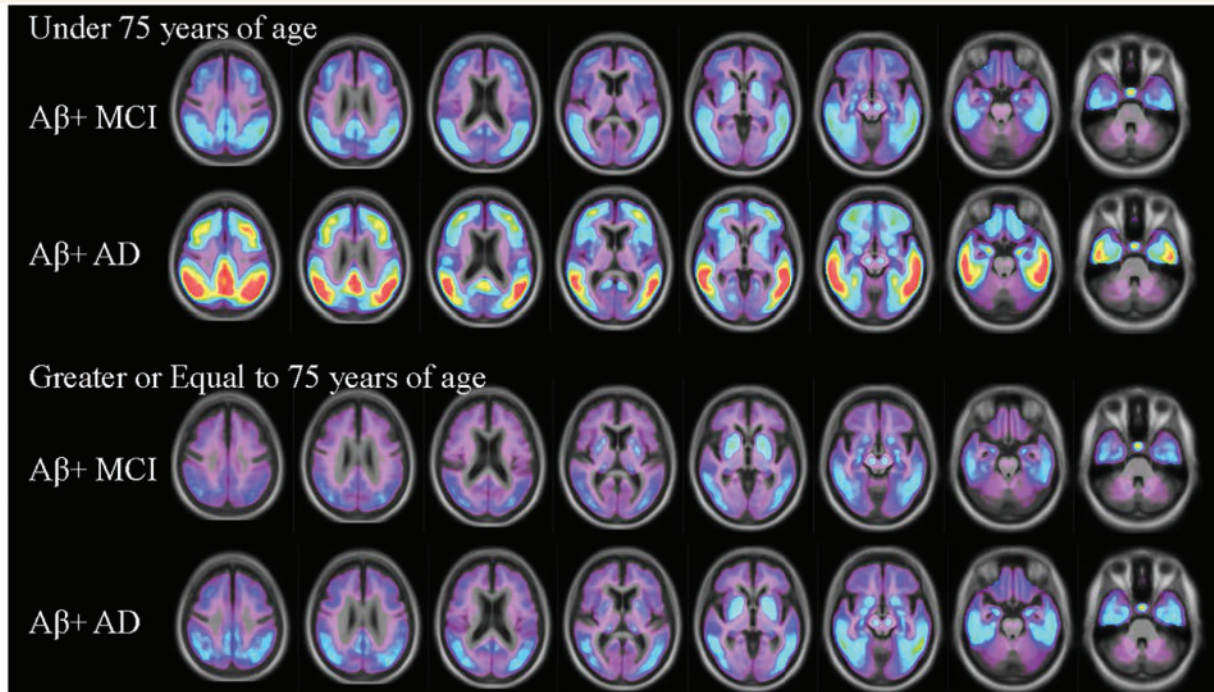 Under 75 years of age
Aβ+ MCI
Aβ+ AD
Greater or Equal to 75 years of age
Aβ+ MCI
Aβ+ AD